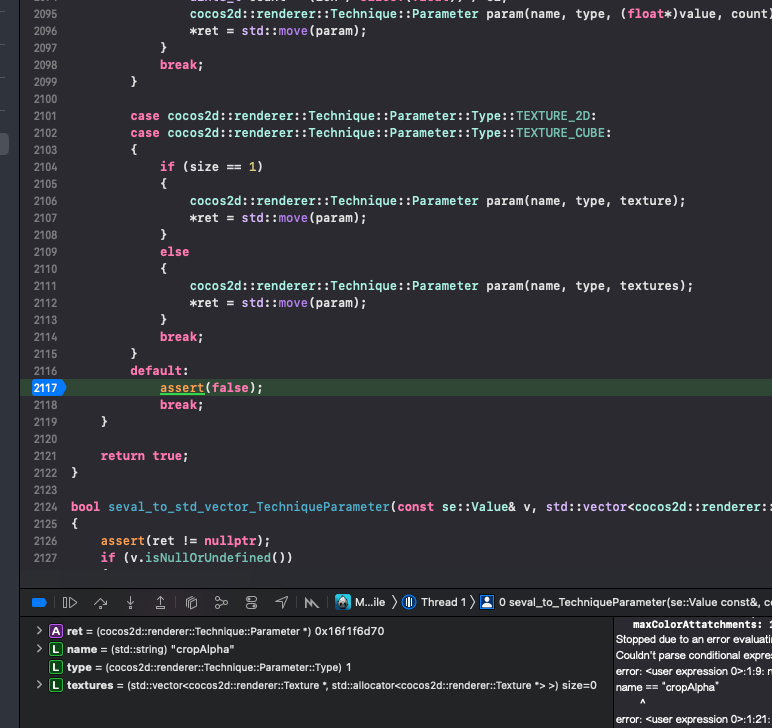 2095 cocos2d::renderer::Technique::Parameter param(name, type, (float*)value, count)
2096 *ret = std::move(param);
2097 }
2098 break;
2099 }
2100
2101 case cocos2d::renderer::Technique::Parameter::Type::TEXTURE_2D:
2102 case cocos2d::renderer::Technique::Parameter::Type::TEXTURE_CUBE:
2103 {
2104 if (size == 1)
2105 {
2106 cocos2d::renderer::Technique::Parameter param(name, type, texture);
2107 *ret = std::move(param);
2108 }
2109 else
2110 {
2111 cocos2d::renderer::Technique::Parameter param(name, type, textures);
2112 *ret = std::move(param);
2113 }
2114 break;
2115 }
2116 default:
2117 assert(false);
2118 break;
2119 }
2120
2121 return true;
2122 }
2123
2124 bool seval_to_std_vector_TechniqueParameter(const se::Value& v, std::vector<cocos2d::renderer::
2125 {
2126 assert(ret != nullptr);
2127 if (v.isNullOrUndefined())
M...ile 〉 Thread 1 〉 0 seval_to_TechniqueParameter(se::Value const&, co
A ret = (cocos2d::renderer::Technique::Parameter *) 0x16f1f6d70
L name = (std::string) "cropAlpha"
L type = (cocos2d::renderer::Technique::Parameter::Type) 1
L textures = (std::vector<cocos2d::renderer::Texture *, std::allocator<cocos2d::renderer::Texture *> >) size=0
maxColorAttatchments: 1
Stopped due to an error evaluati
Couldn't parse conditional expre
error: <user expression 0>:1:9: n
name == "cropAlpha"
^
error: <user expression 0>:1:21: